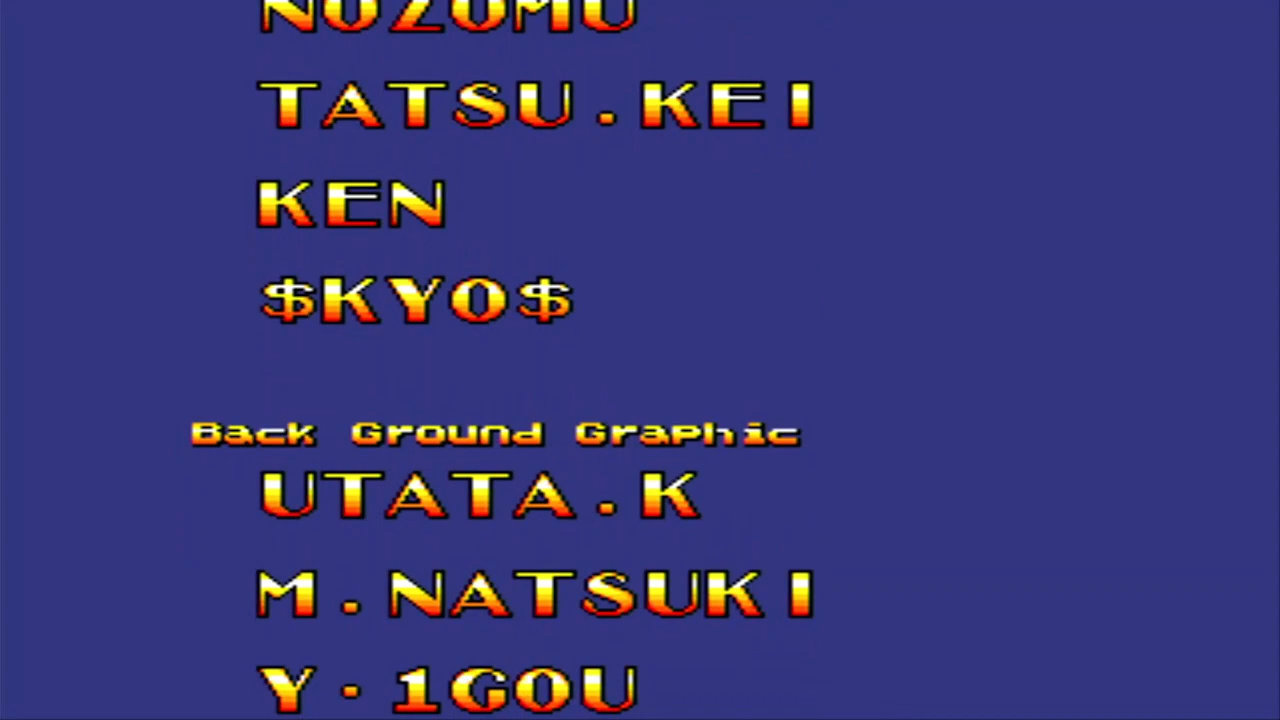 NOZOMU
TATSU.KEI
KEN
$KYO$
Back Ground Graphic
UTATA.K
M.NATSUKI
Y·1GOU